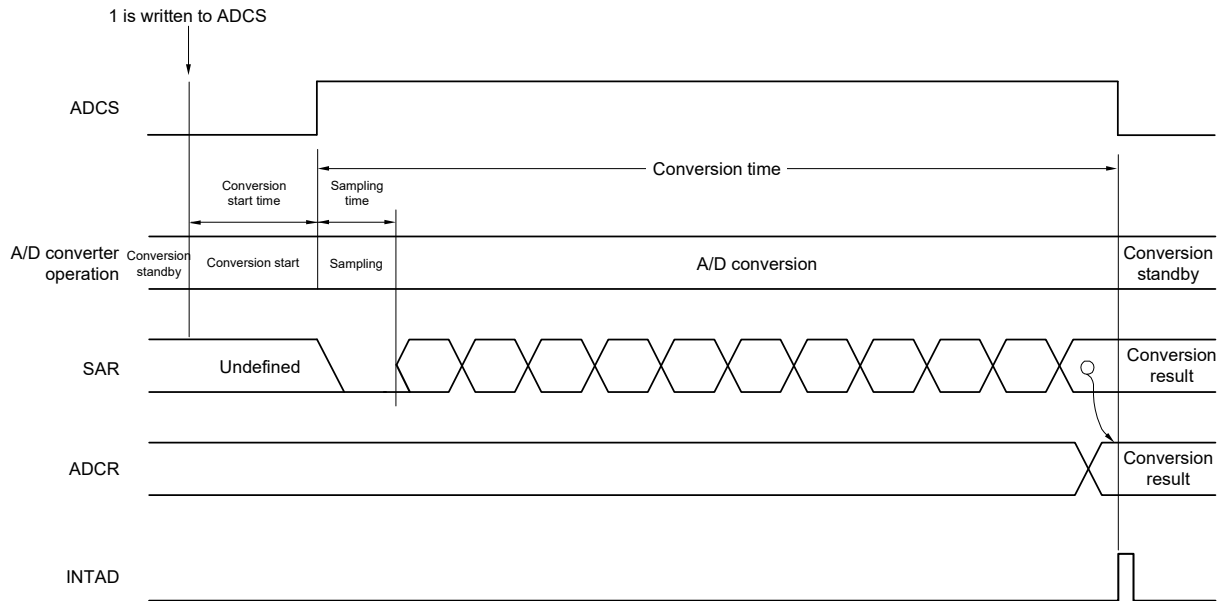 1 is written to ADCS
ADCS
Conversion time
Conversion
start time
Sampling
time
A/D converter
operation
Conversion
standby
Conversion start
Sampling
A/D conversion
Conversion
standby
SAR
Undefined
Conversion
result
ADCR
Conversion
result
INTAD